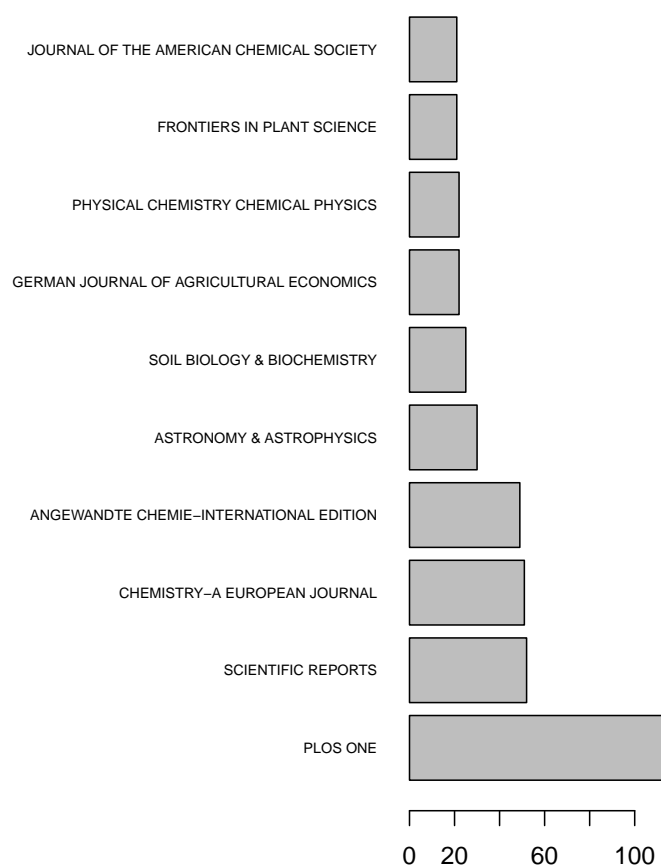 JOURNAL OF THE AMERICAN CHEMICAL SOCIETY
FRONTIERS IN PLANT SCIENCE
PHYSICAL CHEMISTRY CHEMICAL PHYSICS
GERMAN JOURNAL OF AGRICULTURAL ECONOMICS
SOIL BIOLOGY & BIOCHEMISTRY
ASTRONOMY & ASTROPHYSICS
ANGEWANDTE CHEMIE−INTERNATIONAL EDITION
CHEMISTRY−A EUROPEAN JOURNAL
SCIENTIFIC REPORTS
PLOS ONE
0 20 60 100